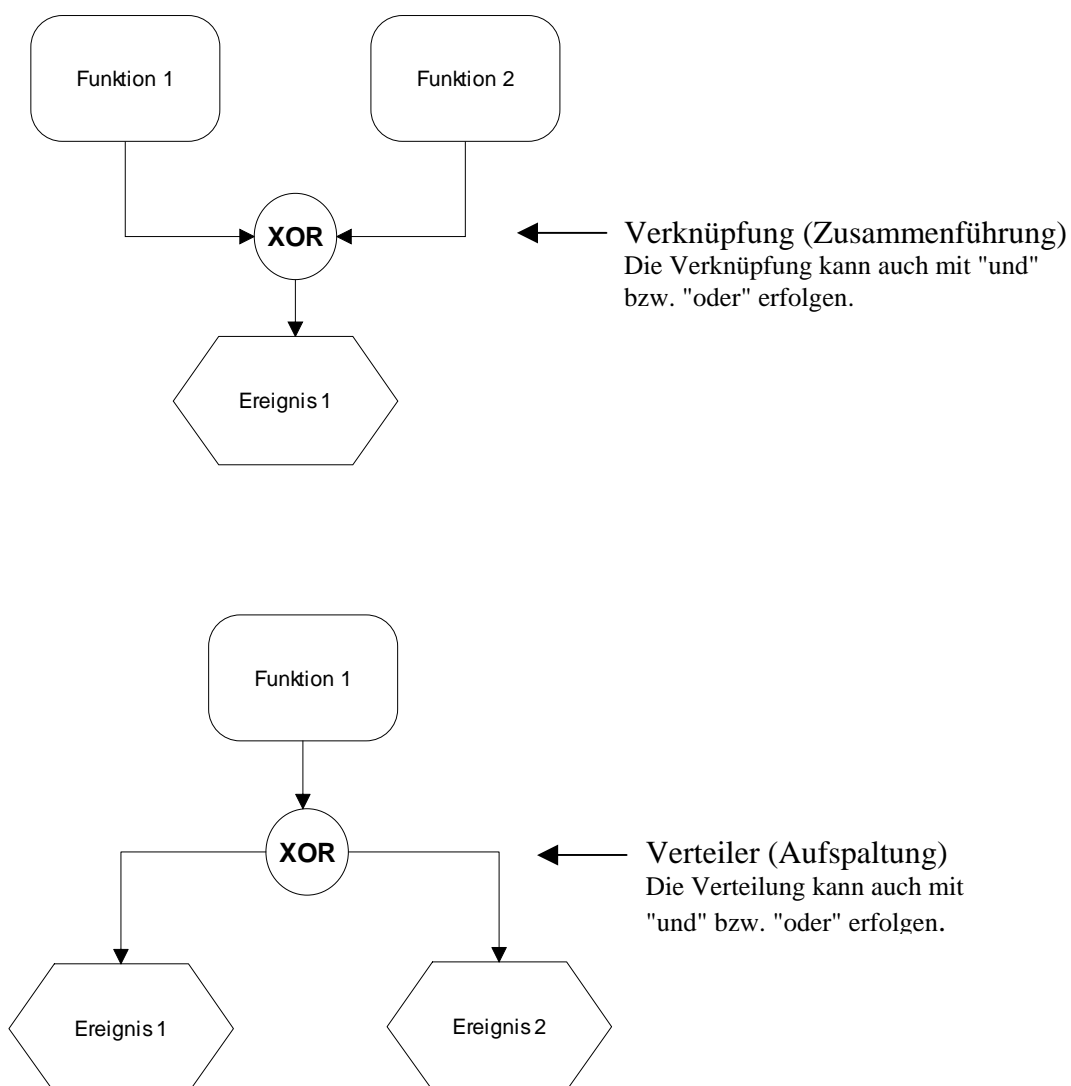 Funktion 1
Funktion 2
XOR
Verknüpfung (Zusammenführung)
Die Verknüpfung kann auch mit "und"
bzw. "oder" erfolgen.
Ereignis 1
Funktion 1
XOR
Verteiler (Aufspaltung)
Die Verteilung kann auch mit
"und" bzw. "oder" erfolgen.
Ereignis 1
Ereignis 2